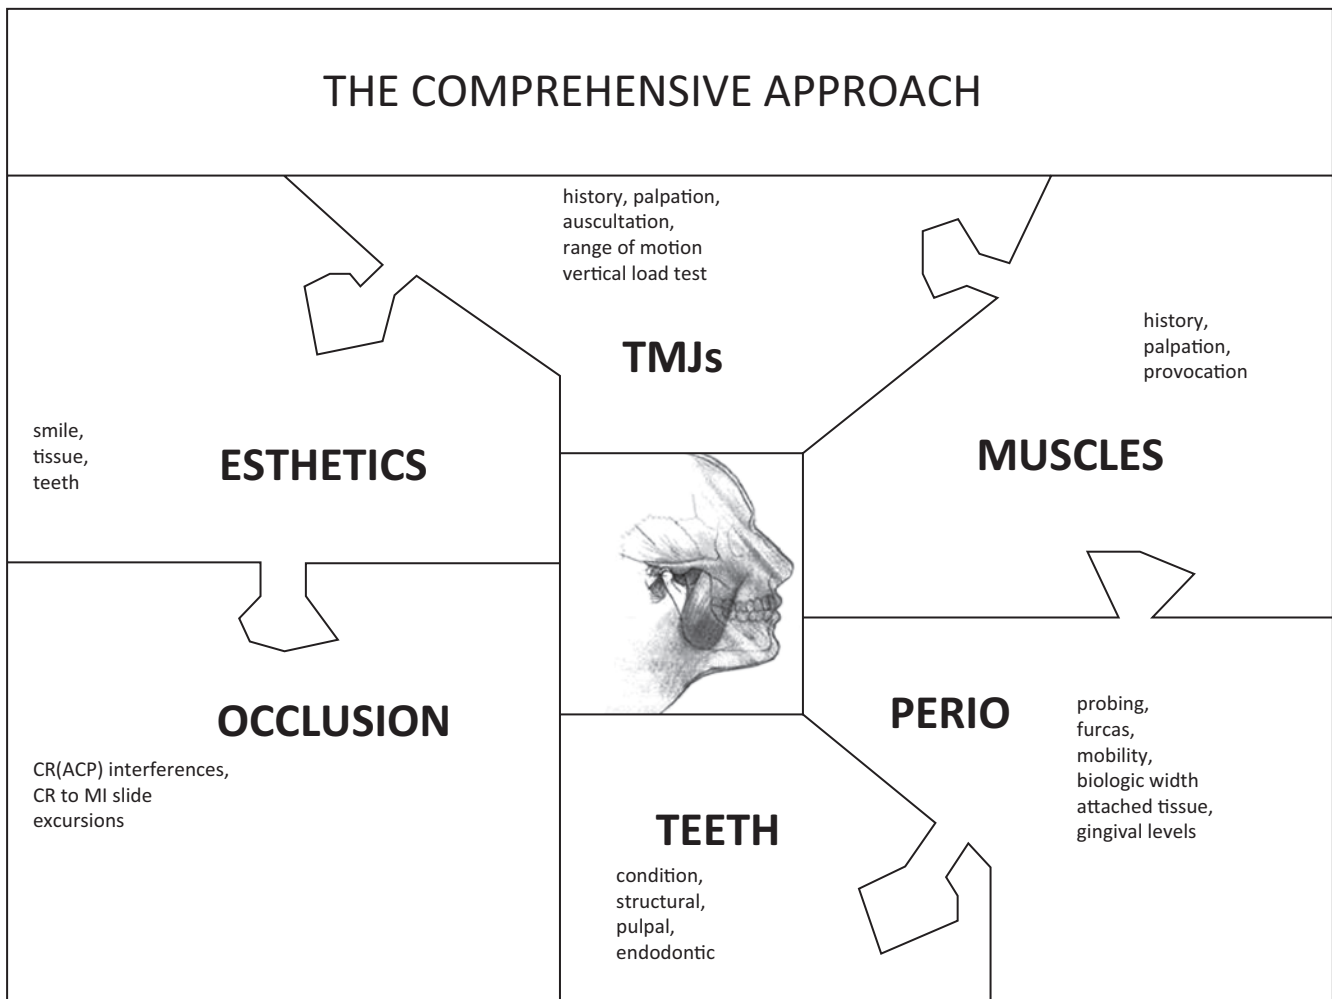 THE COMPREHENSIVE APPROACH
history, palpation,
auscultation,
range of motion
vertical load test
TMJs
history,
palpation,
provocation
MUSCLES
smile,
tissue,
teeth
ESTHETICS
OCCLUSION
CR(ACP) interferences,
CR to MI slide
excursions
PERIO
probing,
furcas,
mobility,
biologic width
attached tissue,
gingival levels
TEETH
condition,
structural,
pulpal,
endodontic